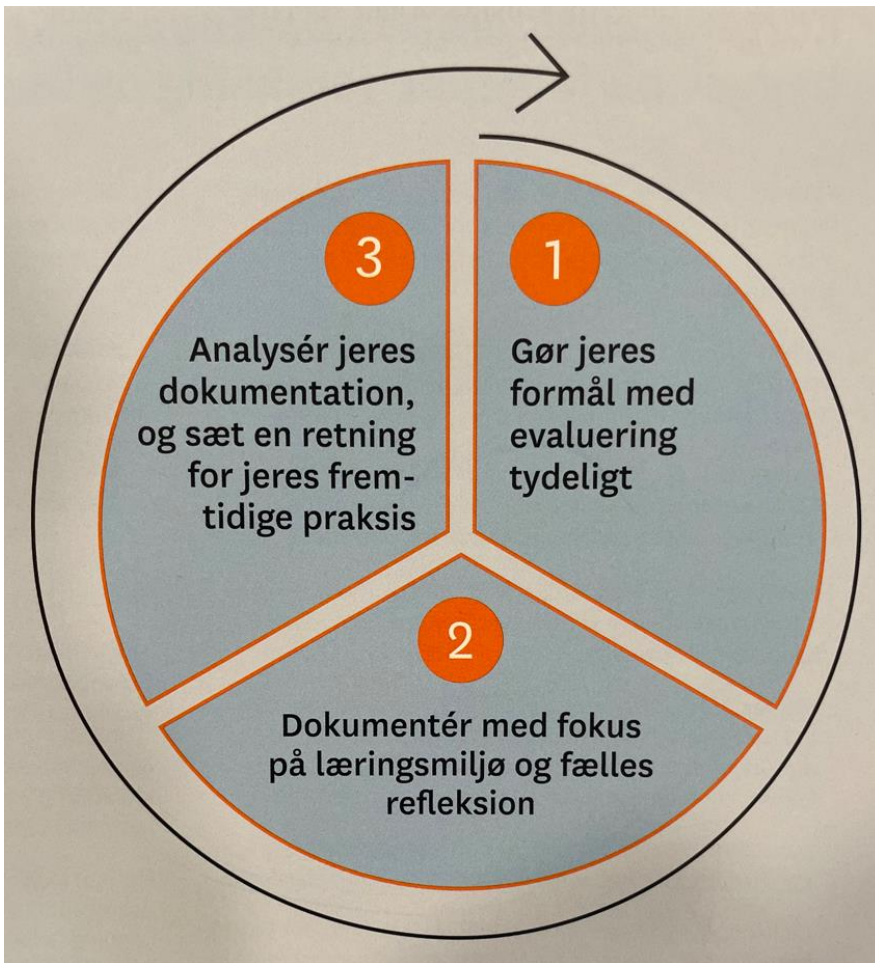 1
Gør jeres
formål med
evaluering
tydeligt
2
Dokumentér med fokus
på læringsmiljø og fælles
refleksion
3
Analysér jeres
dokumentation,
og sæt en retning
for jeres frem-
tidige praksis